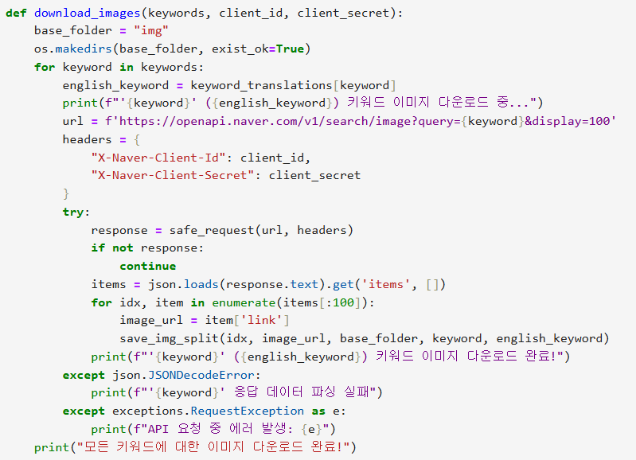 def download_images(keywords, client_id, client_secret):
    base_folder = "img"
    os.makedirs(base_folder, exist_ok=True)
    for keyword in keywords:
        english_keyword = keyword_translations[keyword]
        print(f"'{keyword}' ({english_keyword}) 키워드 이미지 다운로드 중...")
        url = f'https://openapi.naver.com/v1/search/image?query={keyword}&display=100'
        headers = {
            "X-Naver-Client-Id": client_id,
            "X-Naver-Client-Secret": client_secret
        }
        try:
            response = safe_request(url, headers)
            if not response:
                continue
            items = json.loads(response.text).get('items', [])
            for idx, item in enumerate(items[:100]):
                image_url = item['link']
                save_img_split(idx, image_url, base_folder, keyword, english_keyword)
            print(f"'{keyword}' ({english_keyword}) 키워드 이미지 다운로드 완료!")
        except json.JSONDecodeError:
            print(f"'{keyword}' 응답 데이터 파싱 실패")
        except exceptions.RequestException as e:
            print(f"API 요청 중 에러 발생: {e}")
    print("모든 키워드에 대한 이미지 다운로드 완료!")